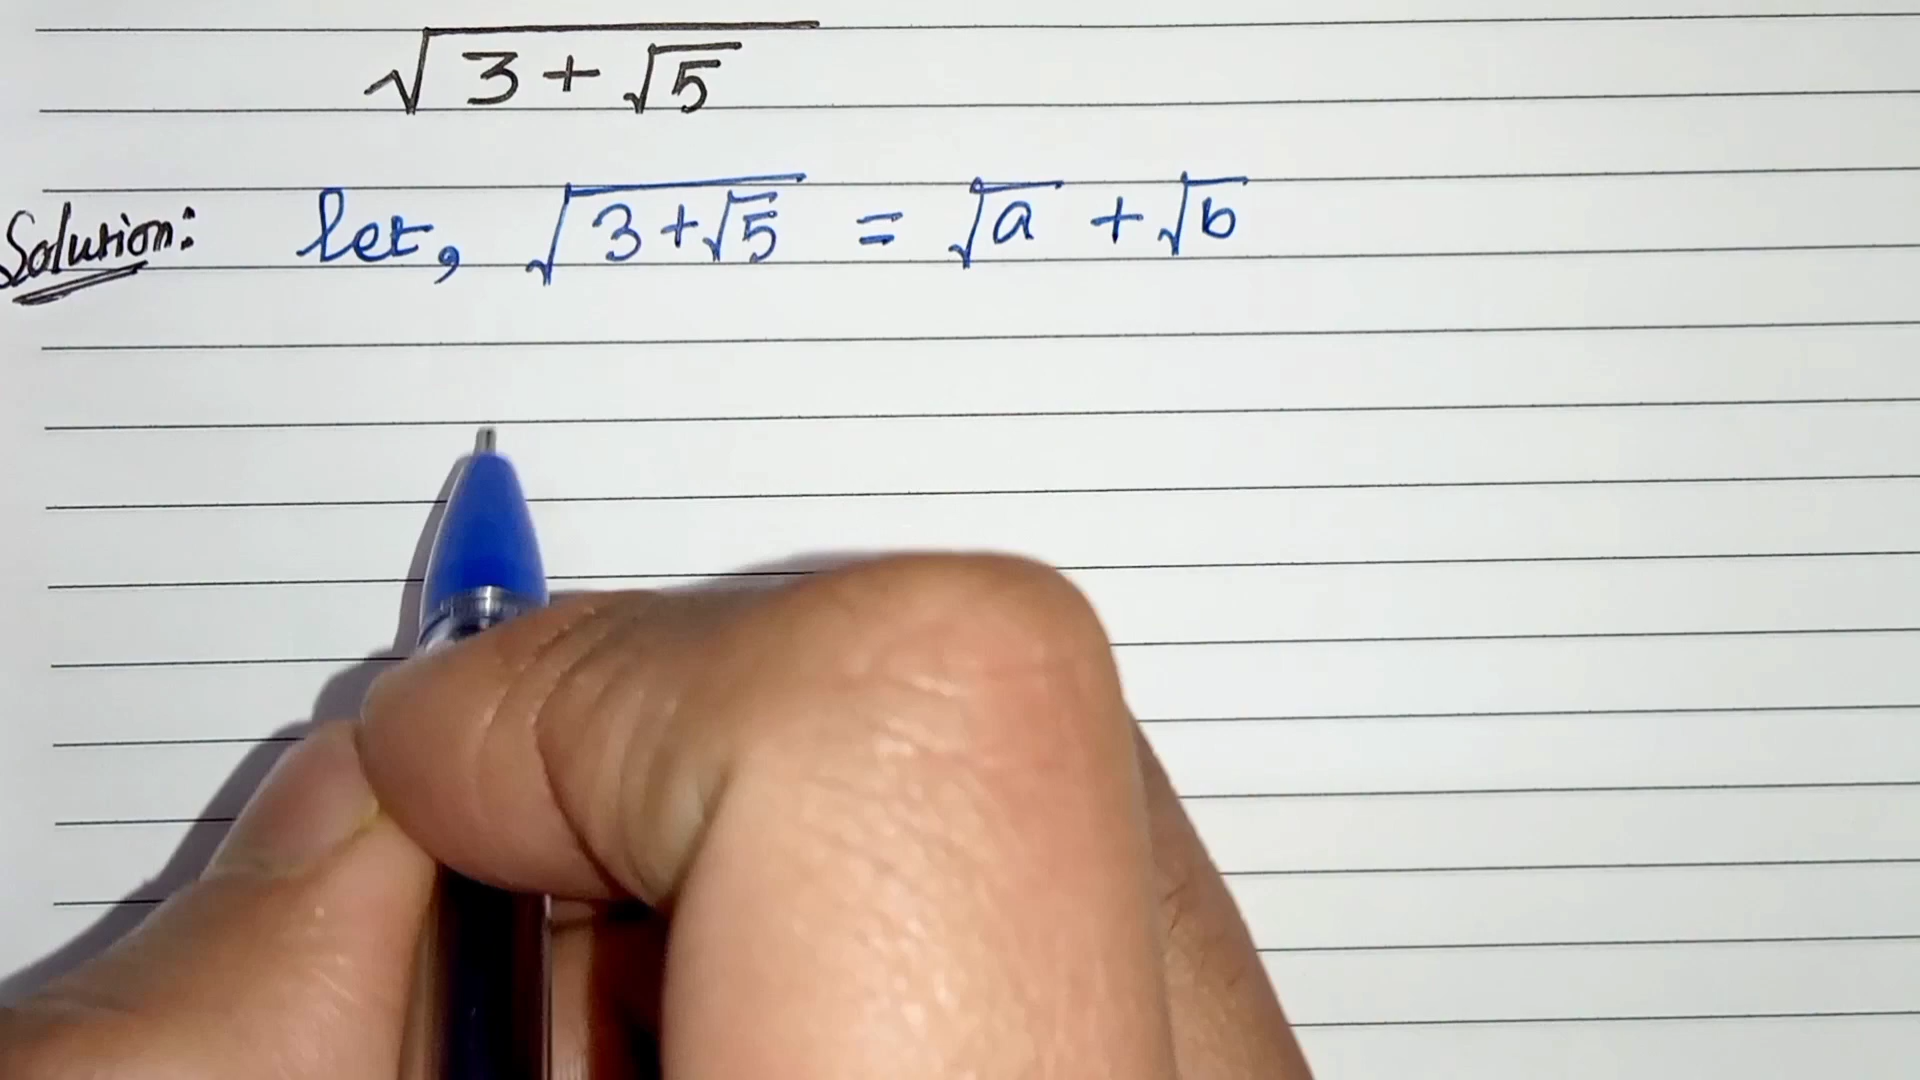 √(3 + √5)
Solution: let, √(3+√5) = √a + √b